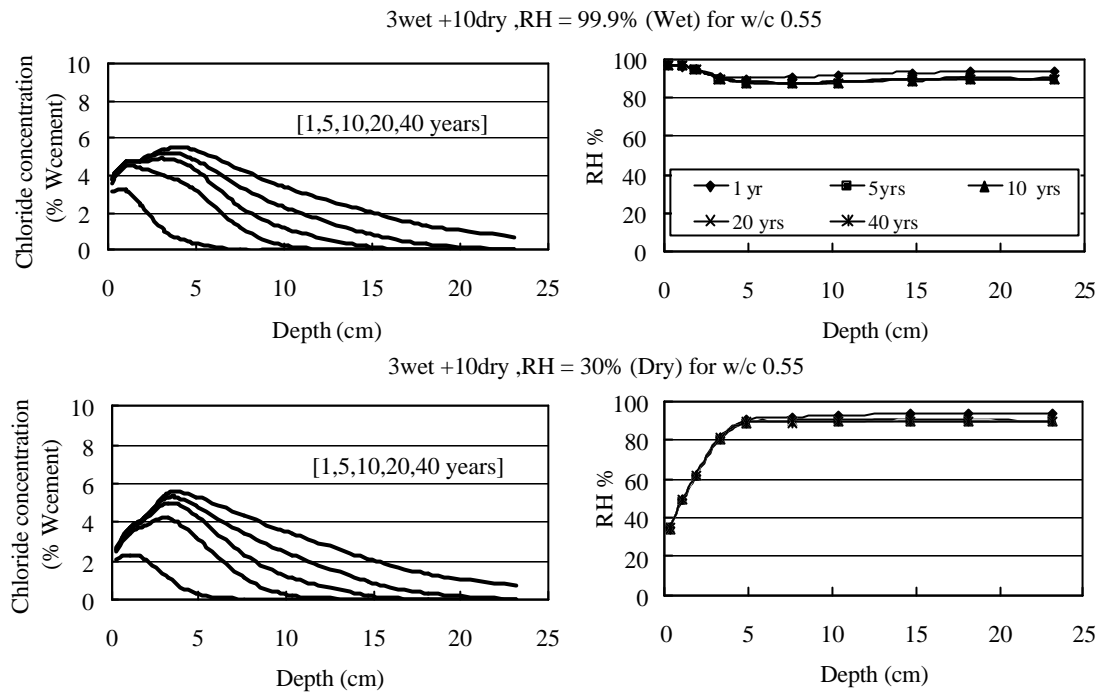 3wet +10dry ,RH = 99.9% (Wet) for w/c 0.55
Chloride concentration
(% Wcement)
10
8
6
4
2
0
[1,5,10,20,40 years]
0 5 10 15 20 25
Depth (cm)
RH %
100
80
60
40
20
0
1 yr 5yrs 10 yrs
20 yrs 40 yrs
0 5 10 15 20 25
Depth (cm)
3wet +10dry ,RH = 30% (Dry) for w/c 0.55
Chloride concentration
(% Wcement)
10
8
6
4
2
0
[1,5,10,20,40 years]
0 5 10 15 20 25
Depth (cm)
RH %
100
80
60
40
20
0
0 5 10 15 20 25
Depth (cm)